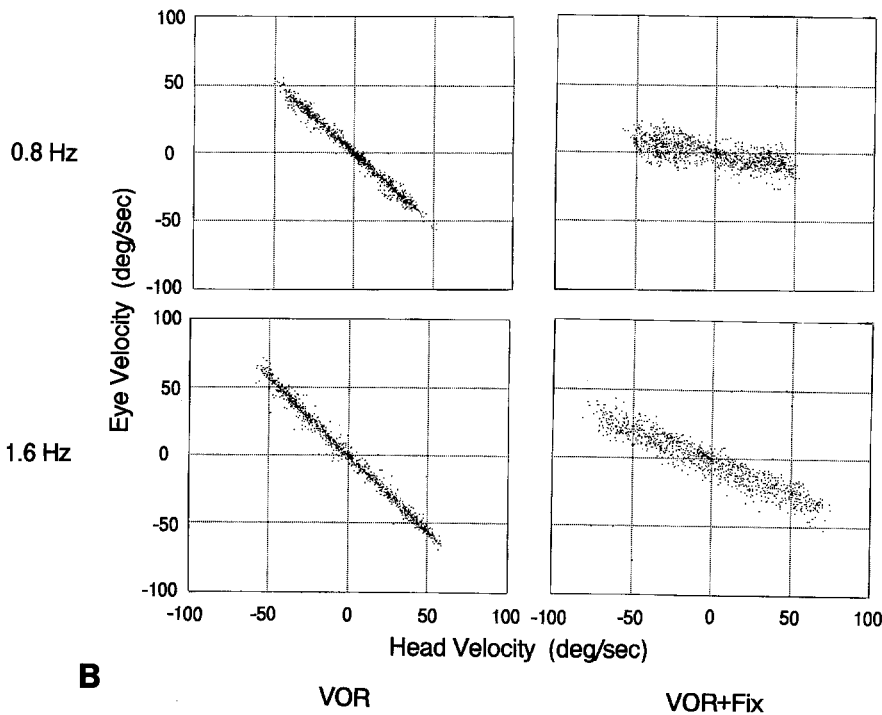 100
50
0.8 Hz
0
-50
-100
Eye Velocity (deg/sec)
100
50
1.6 Hz
0
-50
-100
-100 -50 0 50 100 -100 -50 0 50 100
Head Velocity (deg/sec)
B
VOR VOR+Fix